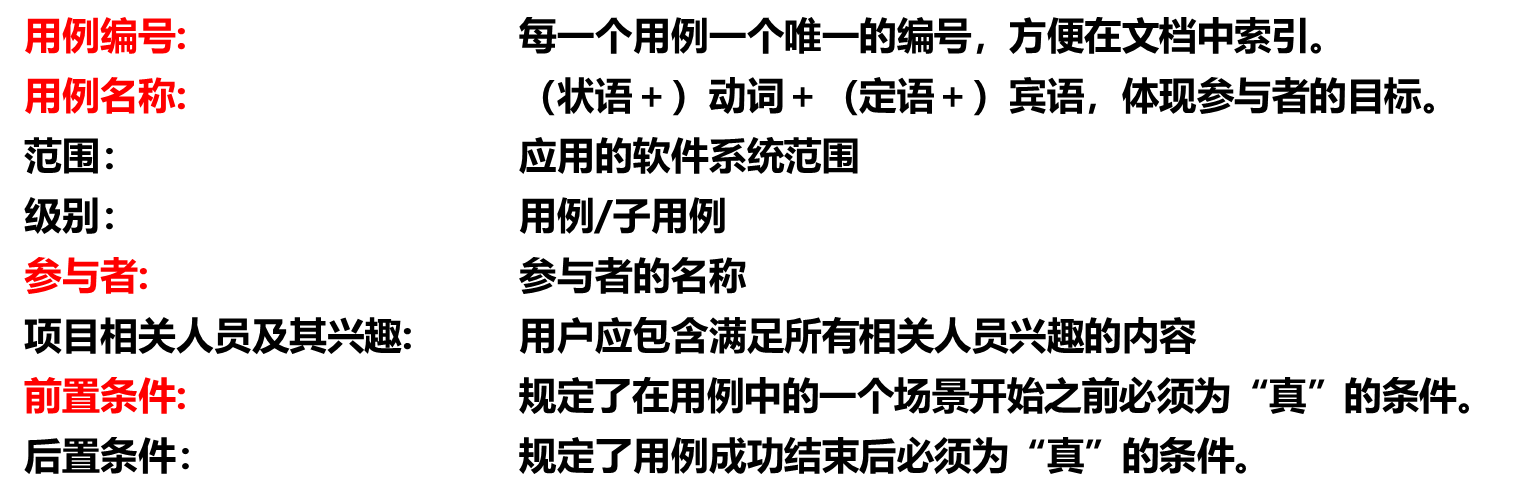 用例编号: 每一个用例一个唯一的编号，方便在文档中索引。
用例名称: （状语＋）动词＋（定语＋）宾语，体现参与者的目标。
范围： 应用的软件系统范围
级别： 用例/子用例
参与者: 参与者的名称
项目相关人员及其兴趣: 用户应包含满足所有相关人员兴趣的内容
前置条件: 规定了在用例中的一个场景开始之前必须为“真”的条件。
后置条件： 规定了用例成功结束后必须为“真”的条件。